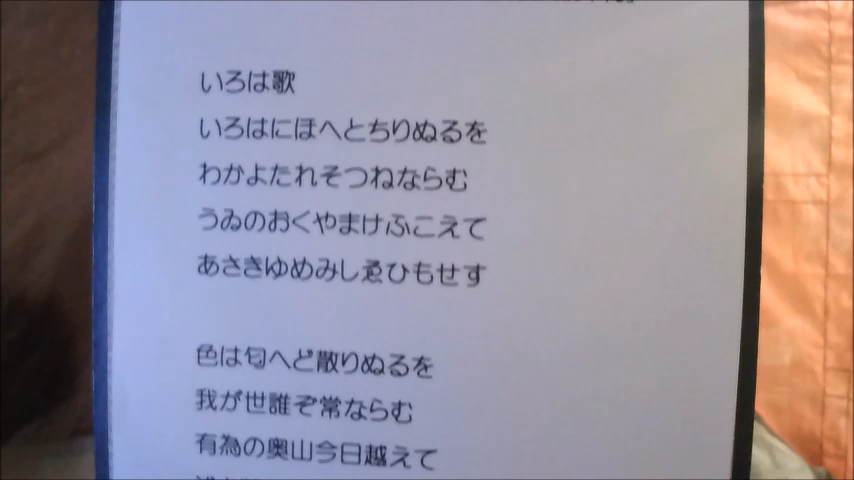 いろは歌
いろはにほへとちりぬるを
わかよたれそつねならむ
うゐのおくやまけふこえて
あさきゆめみしゑひもせす
色は匂へど散りぬるを
我が世誰ぞ常ならむ
有為の奥山今日越えて